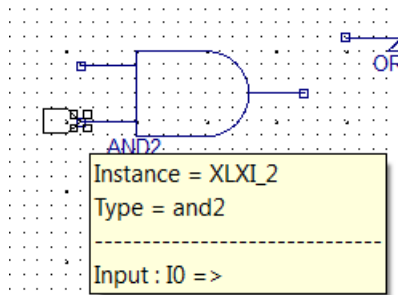 OR
AND2
Instance = XLXI_2
Type = and2
-----------------------------
Input : I0 =>